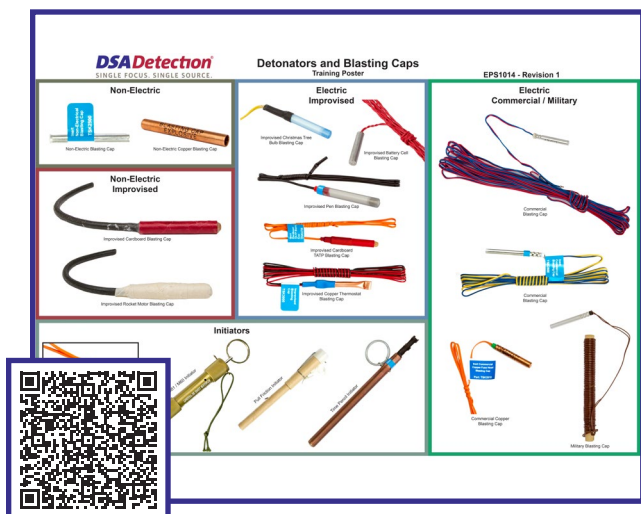 DSADetection®
SINGLE FOCUS. SINGLE SOURCE.
Detonators and Blasting Caps
Training Poster
EPS1014 - Revision 1
Non-Electric
Non-Electric Blasting Cap
Non-Electric Copper Blasting Cap
Non-Electric
Improvised
Improvised Cardboard Blasting Cap
Improvised Rocket Motor Blasting Cap
Electric
Improvised
Improvised Christmas Tree
Bulb Blasting Cap
Improvised Battery Cell
Blasting Cap
Improvised Pen Blasting Cap
Improvised Cardboard
Blasting Cap
Improvised Copper Thermostat
Blasting Cap
Electric
Commercial / Military
Commercial
Blasting Cap
Commercial
Blasting Cap
Commercial Copper
Blasting Cap
Military Blasting Cap
Initiators
Initiator
Pull Friction Initiator
Time Pencil Initiator